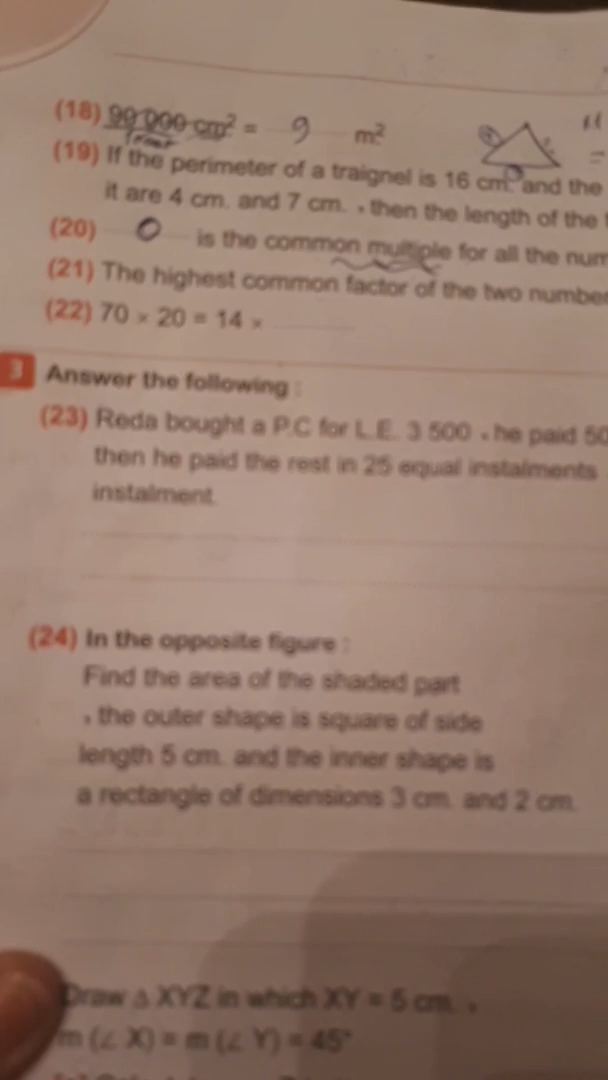 (18) 90 000 cm² = 9 m²
(19) If the perimeter of a traignel is 16 cm. and the
it are 4 cm. and 7 cm. , then the length of the
(20) 0 is the common multiple for all the num
(21) The highest common factor of the two number
(22) 70 × 20 = 14 ×
3 Answer the following :
(23) Reda bought a P.C for L.E. 3 500 , he paid 50
then he paid the rest in 25 equal instalments
instalment.
(24) In the opposite figure :
Find the area of the shaded part
, the outer shape is square of side
length 5 cm. and the inner shape is
a rectangle of dimensions 3 cm. and 2 cm.
Draw Δ XYZ in which XY = 5 cm. ,
m (∠ X) = m (∠ Y) = 45°